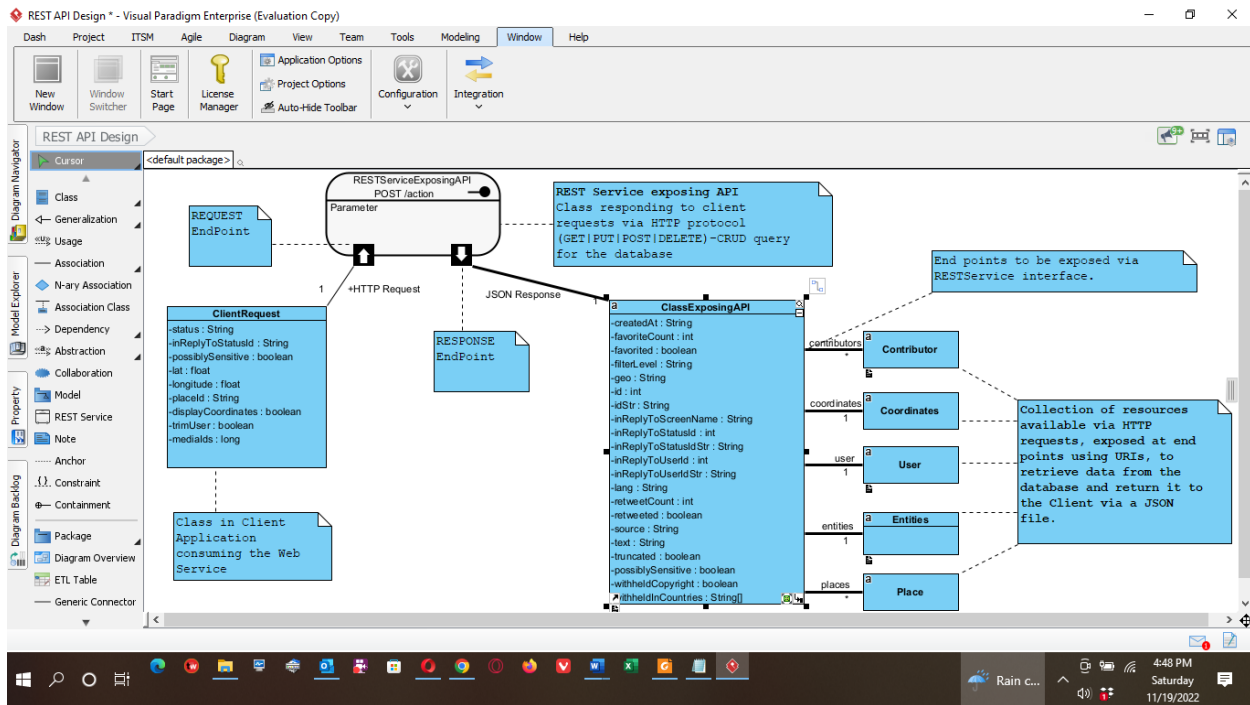 REST API Design * - Visual Paradigm Enterprise (Evaluation Copy)
Dash Project ITSM Agile Diagram View Team Tools Modeling Window Help
New Window
Window Switcher
Start Page
License Manager
Application Options
Project Options
Auto-Hide Toolbar
Configuration
Integration
REST API Design
9+
Diagram Navigator
Model Explorer
Property
Diagram Backlog
Cursor
Class
Generalization
Usage
Association
N-ary Association
Association Class
Dependency
Abstraction
Collaboration
Model
REST Service
Note
Anchor
Constraint
Containment
Package
Diagram Overview
ETL Table
Generic Connector
<default package>
RESTServiceExposingAPI
POST /action
Parameter
REQUEST
EndPoint
REST Service exposing API
Class responding to client
requests via HTTP protocol
(GET|PUT|POST|DELETE)-CRUD query
for the database
End points to be exposed via
RESTService interface.
1
+HTTP Request
JSON Response
1
ClientRequest
-status : String
-inReplyToStatusId : String
-possiblySensitive : boolean
-lat : float
-longitude : float
-placeId : String
-displayCoordinates : boolean
-trimUser : boolean
-mediaIds : long
RESPONSE
EndPoint
Class in Client
Application
consuming the Web
Service
a
ClassExposingAPI
-createdAt : String
-favoriteCount : int
-favorited : boolean
-filterLevel : String
-geo : String
-id : int
-idStr : String
-inReplyToScreenName : String
-inReplyToStatusId : int
-inReplyToStatusIdStr : String
-inReplyToUserId : int
-inReplyToUserIdStr : String
-lang : String
-retweetCount : int
-retweeted : boolean
-source : String
-text : String
-truncated : boolean
-possiblySensitive : boolean
-withheldCopyright : boolean
ithheldInCountries : String[]
contributors
*
a
Contributor
coordinates
1
a
Coordinates
user
1
a
User
entities
1
a
Entities
places
*
a
Place
Collection of resources
available via HTTP
requests, exposed at end
points using URIs, to
retrieve data from the
database and return it to
the Client via a JSON
file.
Rain c...
4:48 PM
Saturday
11/19/2022